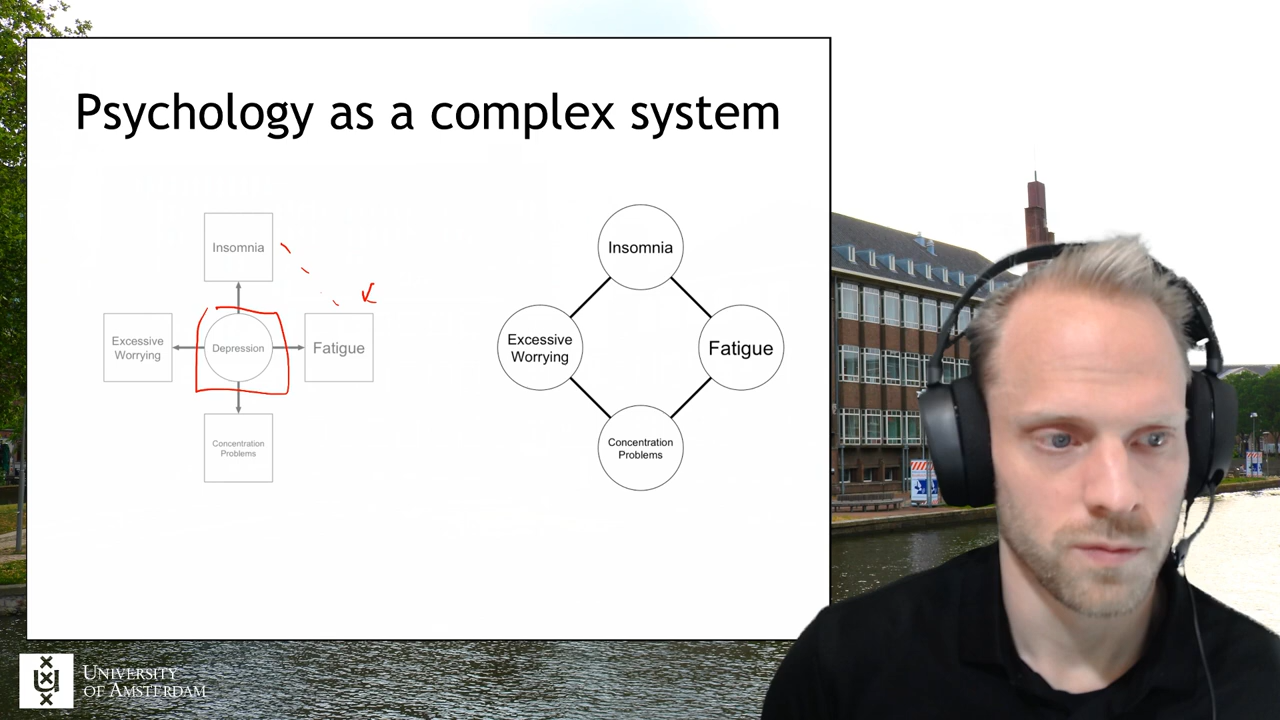 Psychology as a complex system
Insomnia
Excessive
Worrying
Depression
Fatigue
Concentration
Problems
Insomnia
Excessive
Worrying
Fatigue
Concentration
Problems
UNIVERSITY
OF AMSTERDAM